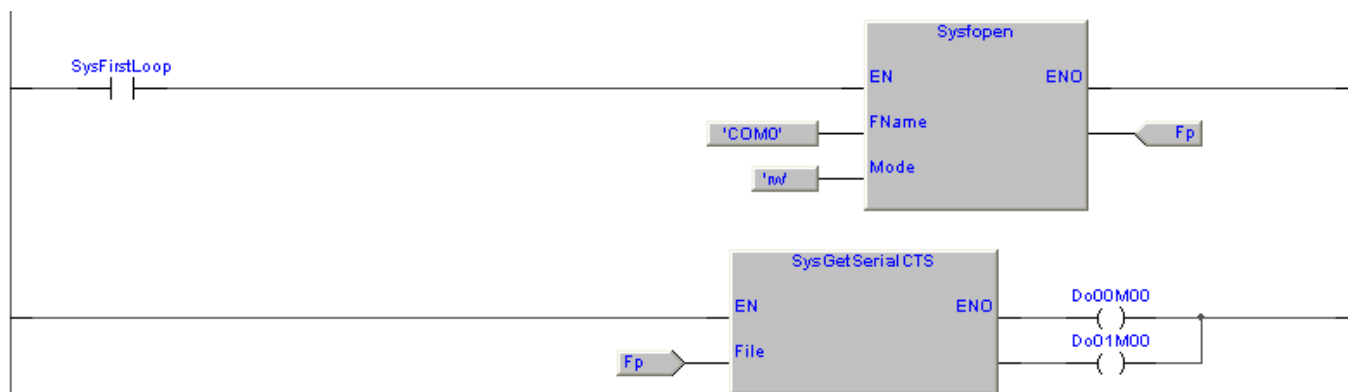 Sysfopen
SysFirstLoop
EN ENO
'COM0' FName Fp
'rw' Mode
SysGetSerialCTS
EN ENO Do00M00
Fp File Do01M00